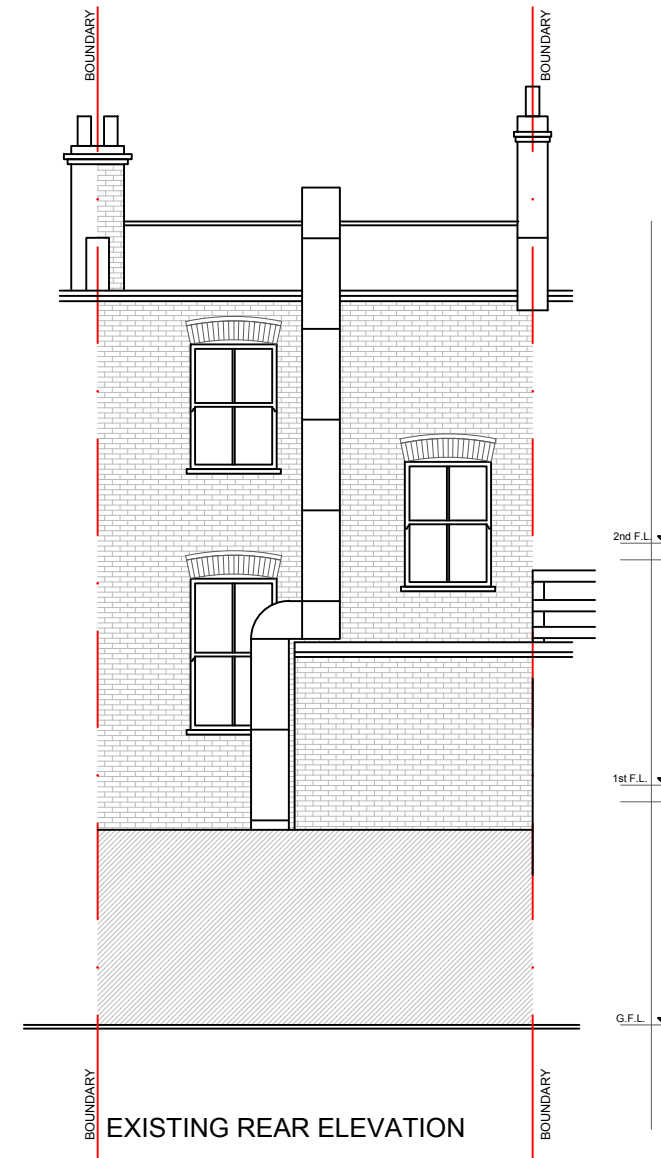 BOUNDARY
BOUNDARY
2nd F.L.
1st F.L.
G.F.L.
BOUNDARY
BOUNDARY
EXISTING REAR ELEVATION